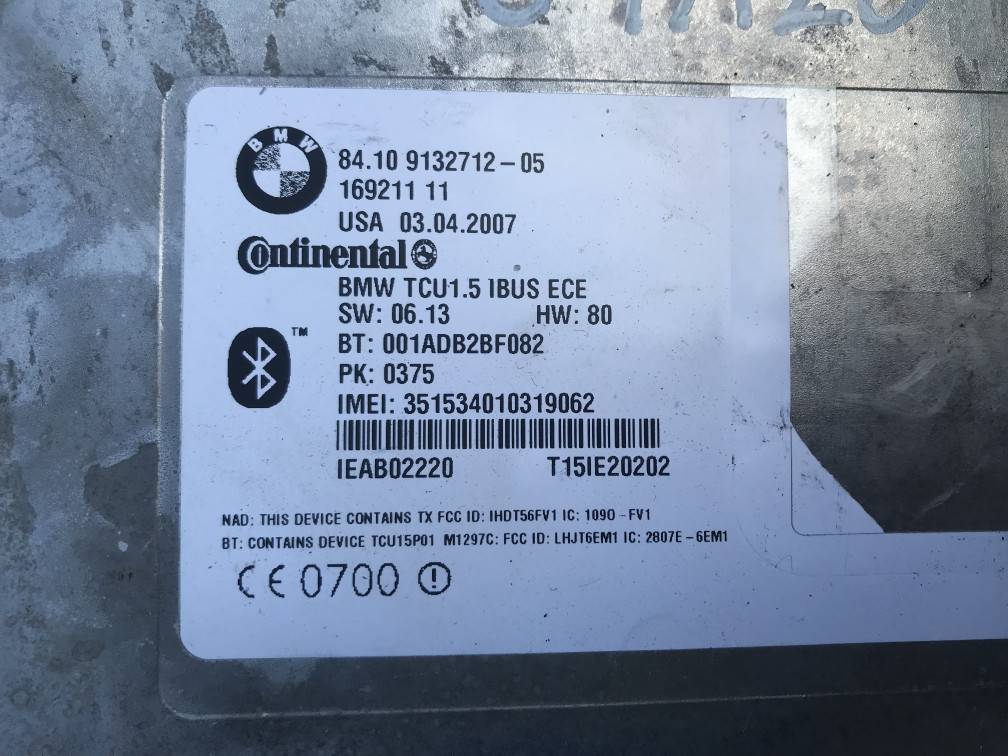 BMW
84.10 9132712-05
169211 11
USA 03.04.2007
Continental
BMW TCU1.5 IBUS ECE
SW: 06.13 HW: 80
BT: 001ADB2BF082
TM
PK: 0375
IMEI: 351534010319062
IEAB02220 T15IE20202
NAD: THIS DEVICE CONTAINS TX FCC ID: IHDT56FV1 IC: 1090-FV1
BT: CONTAINS DEVICE TCU15P01 M1297C: FCC ID: LHJT6EM1 IC: 2807E-6EM1
CE 0700